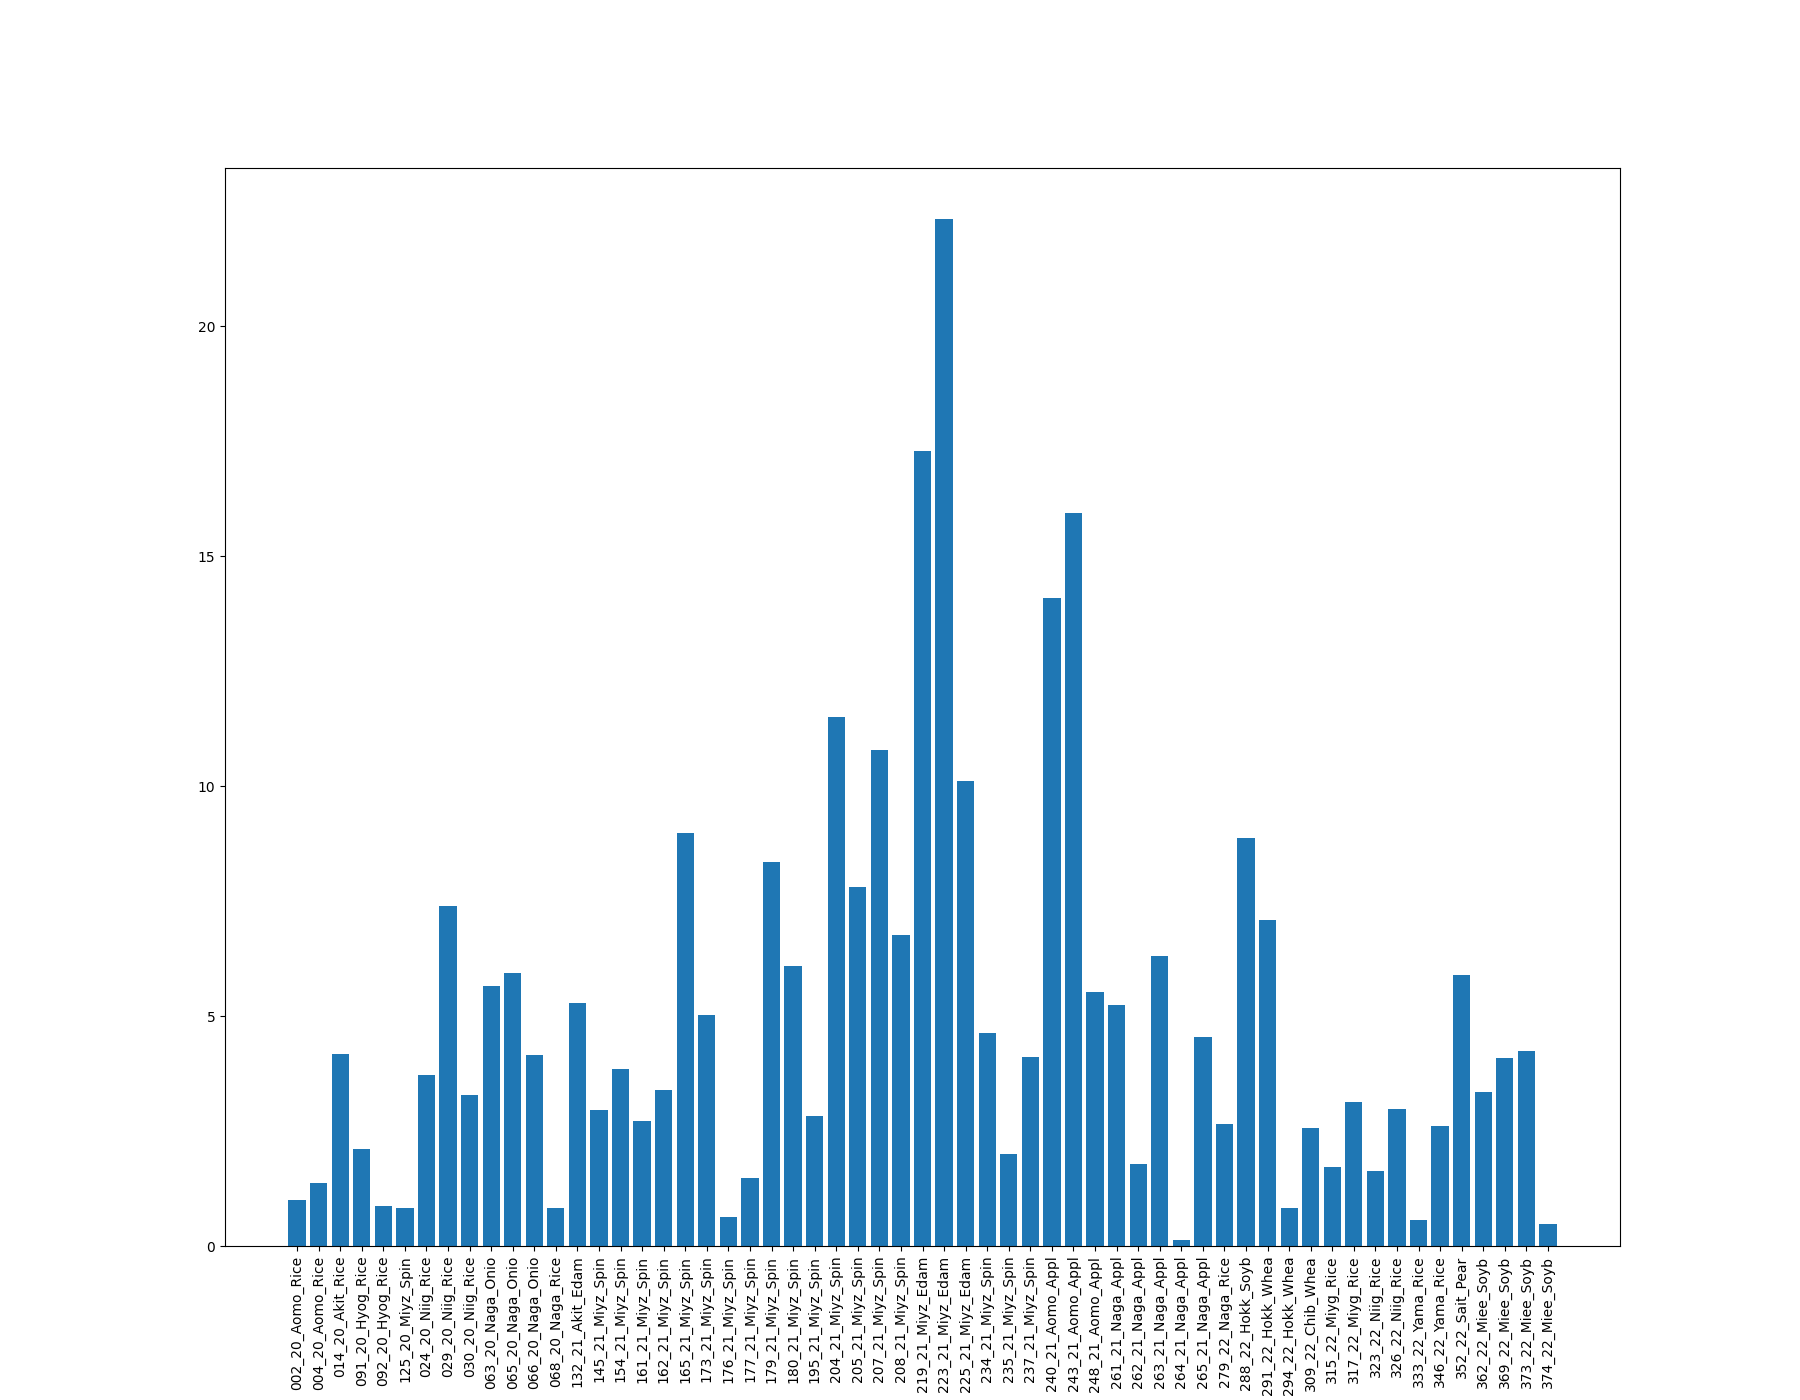 20
15
10
5
0
002_20_Aomo_Rice
004_20_Aomo_Rice
014_20_Akit_Rice
091_20_Hyog_Rice
092_20_Hyog_Rice
125_20_Miyz_Spin
024_20_Niig_Rice
029_20_Niig_Rice
030_20_Niig_Rice
063_20_Naga_Onio
065_20_Naga_Onio
066_20_Naga_Onio
068_20_Naga_Rice
132_21_Akit_Edam
145_21_Miyz_Spin
154_21_Miyz_Spin
161_21_Miyz_Spin
162_21_Miyz_Spin
165_21_Miyz_Spin
173_21_Miyz_Spin
176_21_Miyz_Spin
177_21_Miyz_Spin
179_21_Miyz_Spin
180_21_Miyz_Spin
195_21_Miyz_Spin
204_21_Miyz_Spin
205_21_Miyz_Spin
207_21_Miyz_Spin
208_21_Miyz_Spin
219_21_Miyz_Edam
223_21_Miyz_Edam
225_21_Miyz_Edam
234_21_Miyz_Spin
235_21_Miyz_Spin
237_21_Miyz_Spin
240_21_Aomo_Appl
243_21_Aomo_Appl
248_21_Aomo_Appl
261_21_Naga_Appl
262_21_Naga_Appl
263_21_Naga_Appl
264_21_Naga_Appl
265_21_Naga_Appl
279_22_Naga_Rice
288_22_Hokk_Soyb
291_22_Hokk_Whea
294_22_Hokk_Whea
309_22_Chib_Whea
315_22_Miyg_Rice
317_22_Miyg_Rice
323_22_Niig_Rice
326_22_Niig_Rice
333_22_Yama_Rice
346_22_Yama_Rice
352_22_Sait_Pear
362_22_Miee_Soyb
369_22_Miee_Soyb
373_22_Miee_Soyb
374_22_Miee_Soyb